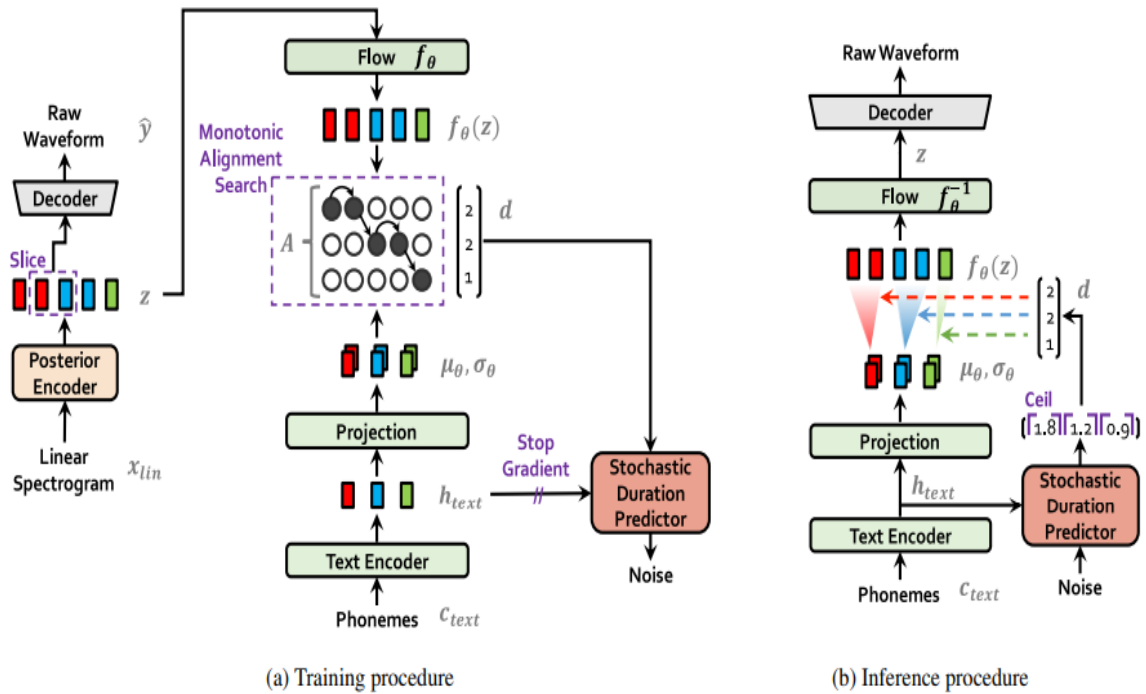 Flow f_θ
Raw
Waveform
ŷ
Monotonic
Alignment
Search
f_θ(z)
Decoder
A
2
2
1
d
Slice
z
Posterior
Encoder
μ_θ, σ_θ
Projection
Linear
Spectrogram
x_lin
Stop
Gradient
//
h_text
Stochastic
Duration
Predictor
Text Encoder
Noise
Phonemes
c_text
(a) Training procedure
Raw Waveform
Decoder
z
Flow f_θ^{-1}
f_θ(z)
2
2
1
d
μ_θ, σ_θ
Ceil
(⌈1.8⌉⌈1.2⌉⌈0.9⌉)
Projection
h_text
Stochastic
Duration
Predictor
Text Encoder
Phonemes
c_text
Noise
(b) Inference procedure